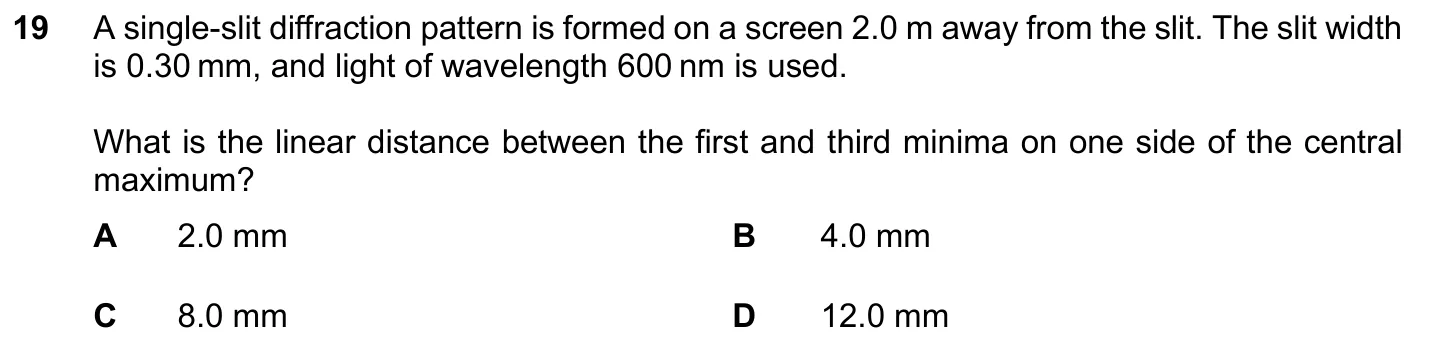 19 A single-slit diffraction pattern is formed on a screen 2.0 m away from the slit. The slit width
is 0.30 mm, and light of wavelength 600 nm is used.
What is the linear distance between the first and third minima on one side of the central
maximum?
A 2.0 mm B 4.0 mm
C 8.0 mm D 12.0 mm